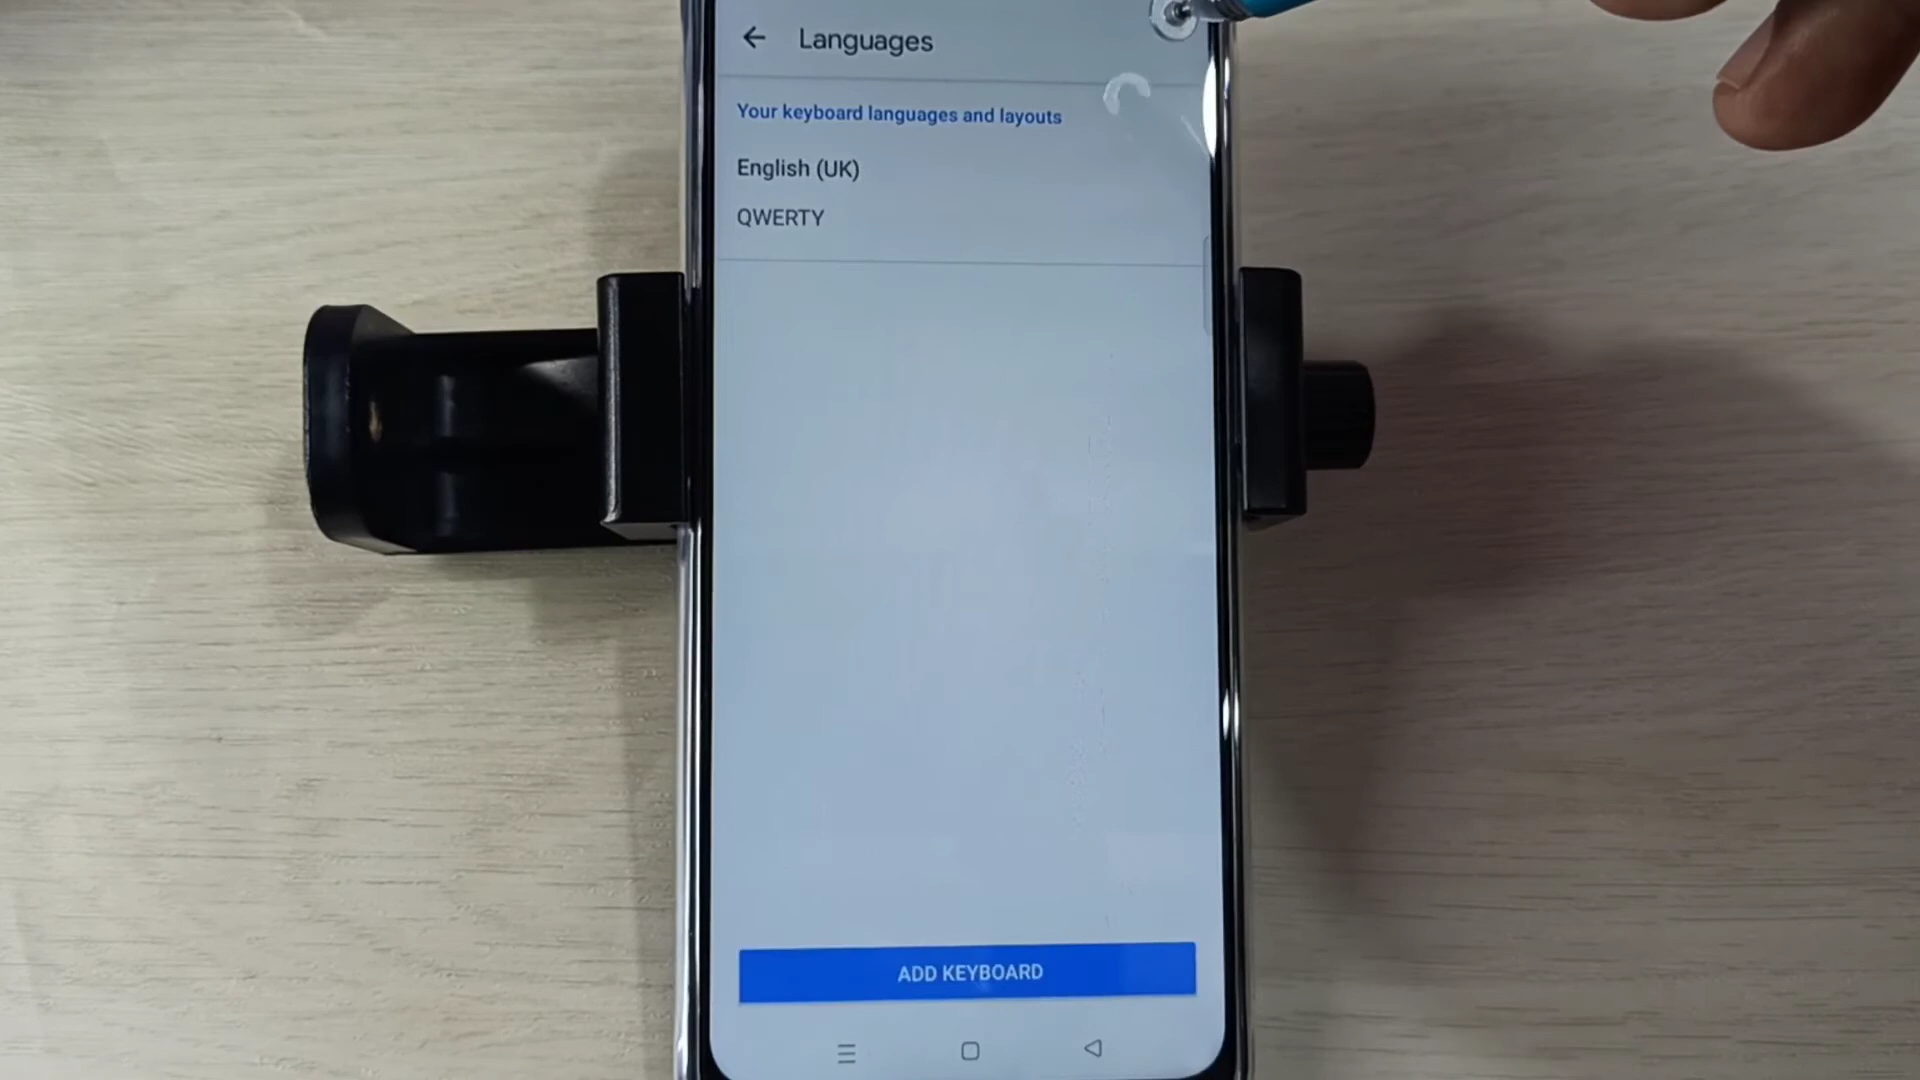 Languages
Your keyboard languages and layouts
English (UK)
QWERTY
ADD KEYBOARD